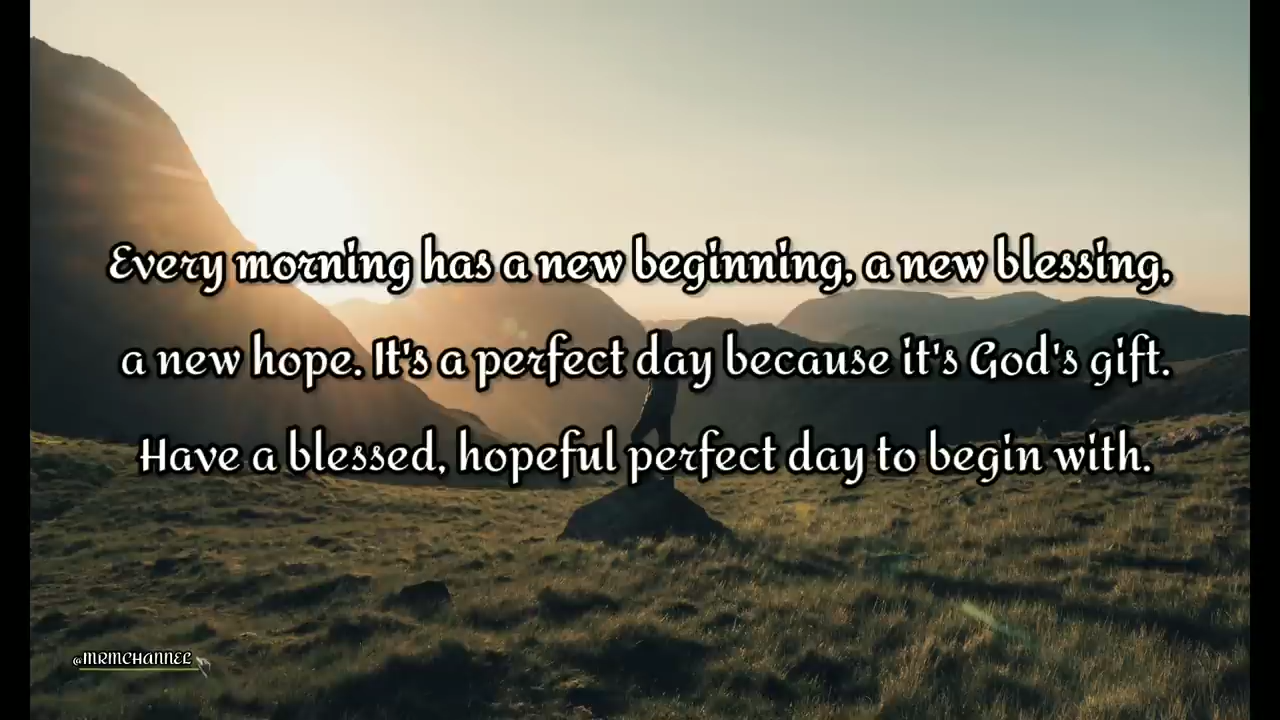 Every morning has a new beginning, a new blessing,
a new hope. It's a perfect day because it's God's gift.
Have a blessed, hopeful perfect day to begin with.
@MRMCHANNEL